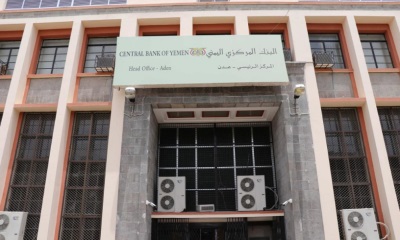 CENTRAL BANK OF YEMEN البنك المركزي اليمني
Head Office - Aden المركز الرئيسي - عدن